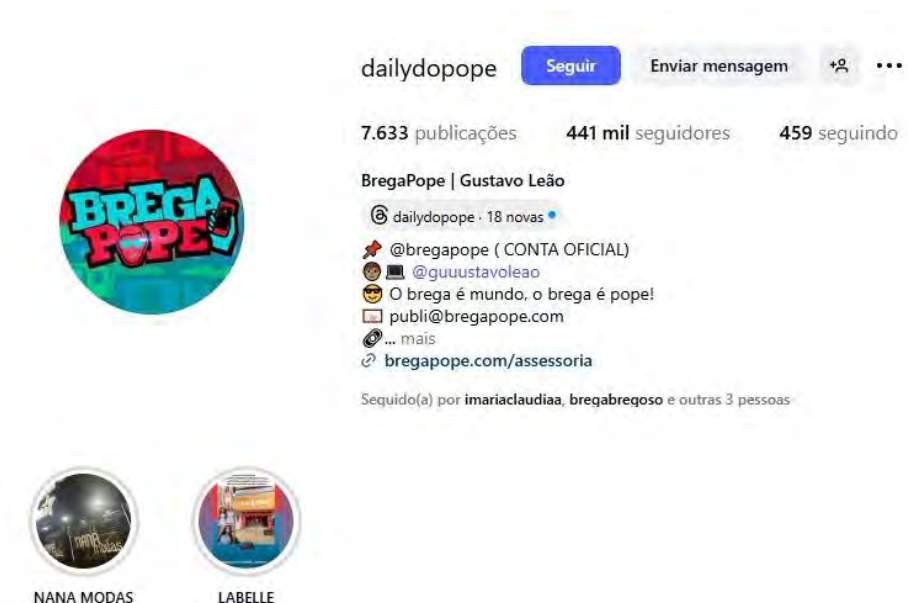 dailydopope Seguir Enviar mensagem
7.633 publicações 441 mil seguidores 459 seguindo
BREGA
POPE
BregaPope | Gustavo Leão
dailydopope · 18 novas
@bregapope ( CONTA OFICIAL)
@guuustavoleao
O brega é mundo, o brega é pope!
publi@bregapope.com
... mais
bregapope.com/assessoria
Seguido(a) por imariaclaudiaa, bregabregoso e outras 3 pessoas
NANA MODAS LABELLE